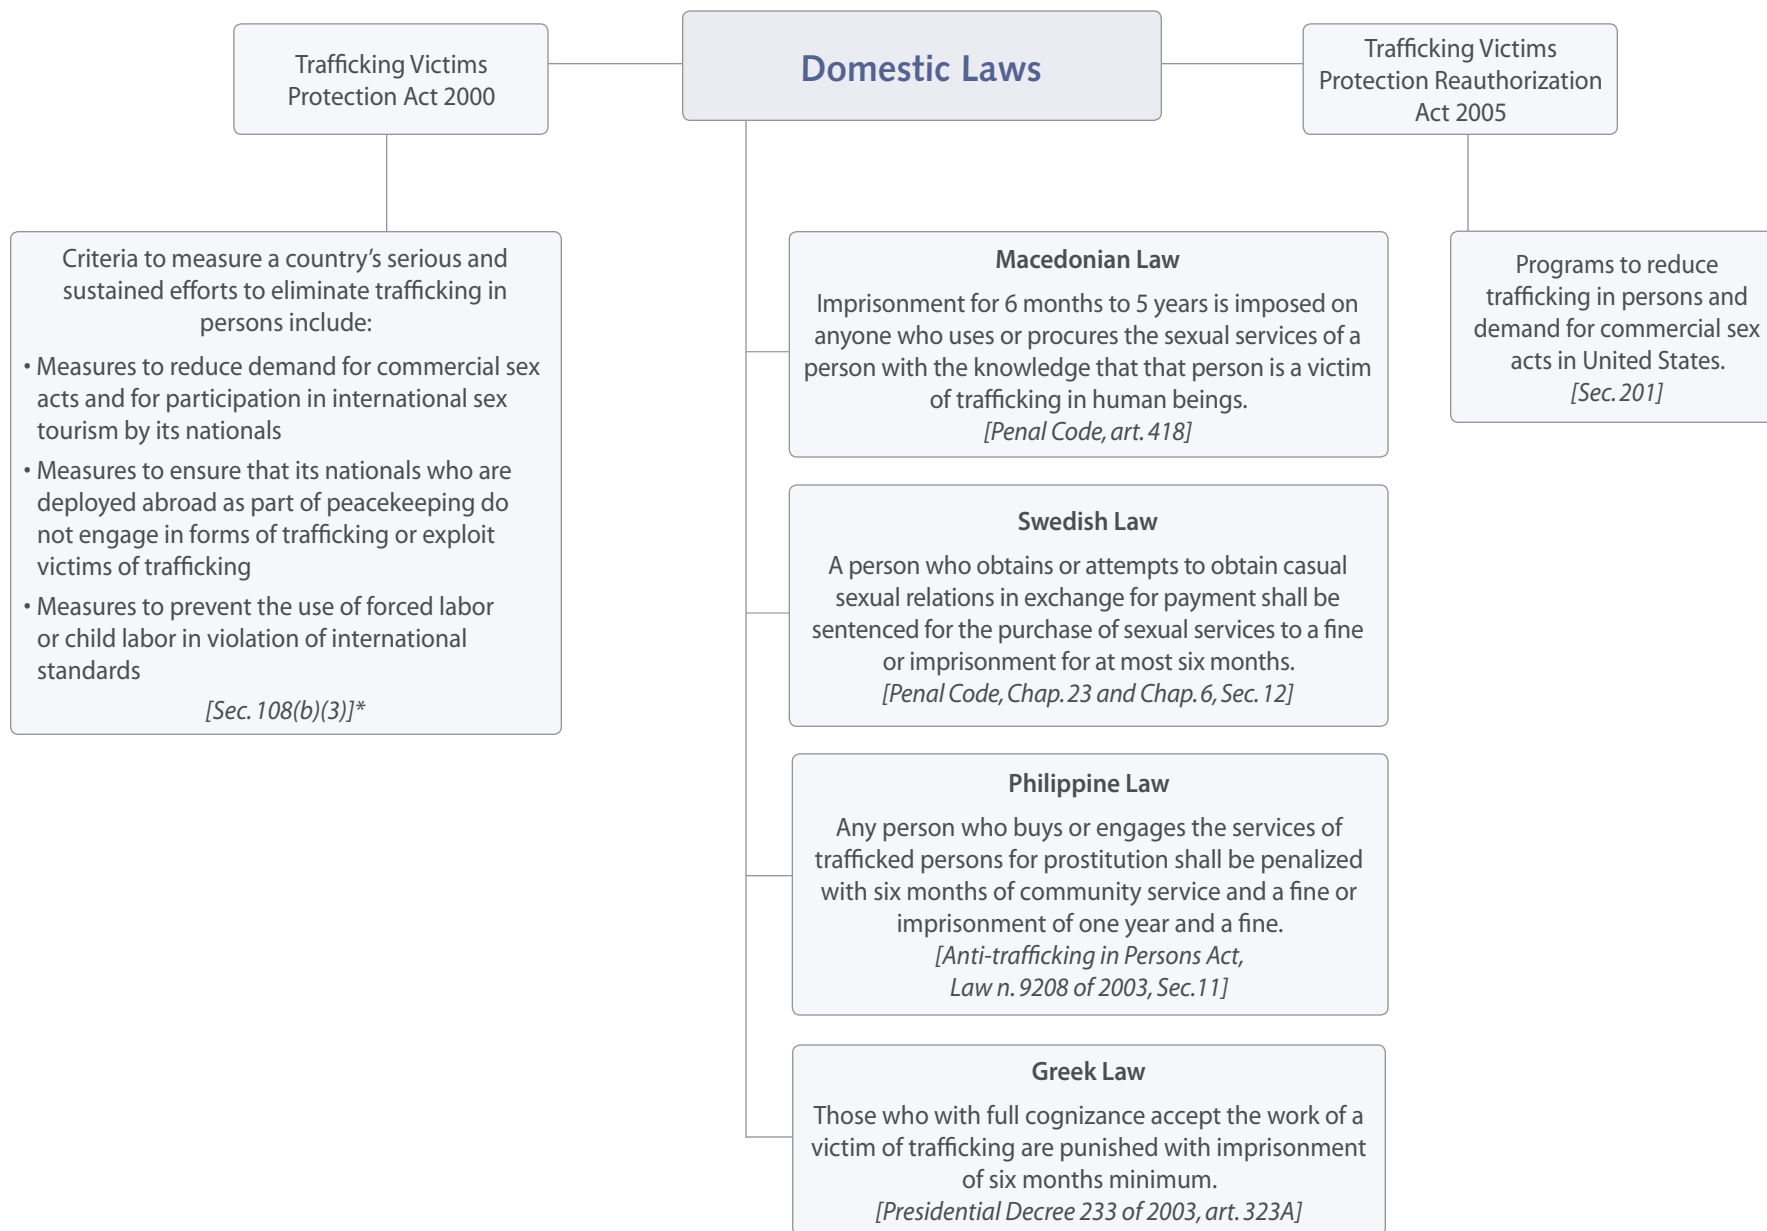 Domestic Laws
Trafficking Victims
Protection Act 2000
Criteria to measure a country's serious and
sustained efforts to eliminate trafficking in
persons include:
• Measures to reduce demand for commercial sex
acts and for participation in international sex
tourism by its nationals
• Measures to ensure that its nationals who are
deployed abroad as part of peacekeeping do
not engage in forms of trafficking or exploit
victims of trafficking
• Measures to prevent the use of forced labor
or child labor in violation of international
standards
[Sec. 108(b)(3)]*
Macedonian Law
Imprisonment for 6 months to 5 years is imposed on
anyone who uses or procures the sexual services of a
person with the knowledge that that person is a victim
of trafficking in human beings.
[Penal Code, art. 418]
Swedish Law
A person who obtains or attempts to obtain casual
sexual relations in exchange for payment shall be
sentenced for the purchase of sexual services to a fine
or imprisonment for at most six months.
[Penal Code, Chap. 23 and Chap. 6, Sec. 12]
Philippine Law
Any person who buys or engages the services of
trafficked persons for prostitution shall be penalized
with six months of community service and a fine or
imprisonment of one year and a fine.
[Anti-trafficking in Persons Act,
Law n. 9208 of 2003, Sec.11]
Greek Law
Those who with full cognizance accept the work of a
victim of trafficking are punished with imprisonment
of six months minimum.
[Presidential Decree 233 of 2003, art. 323A]
Trafficking Victims
Protection Reauthorization
Act 2005
Programs to reduce
trafficking in persons and
demand for commercial sex
acts in United States.
[Sec. 201]